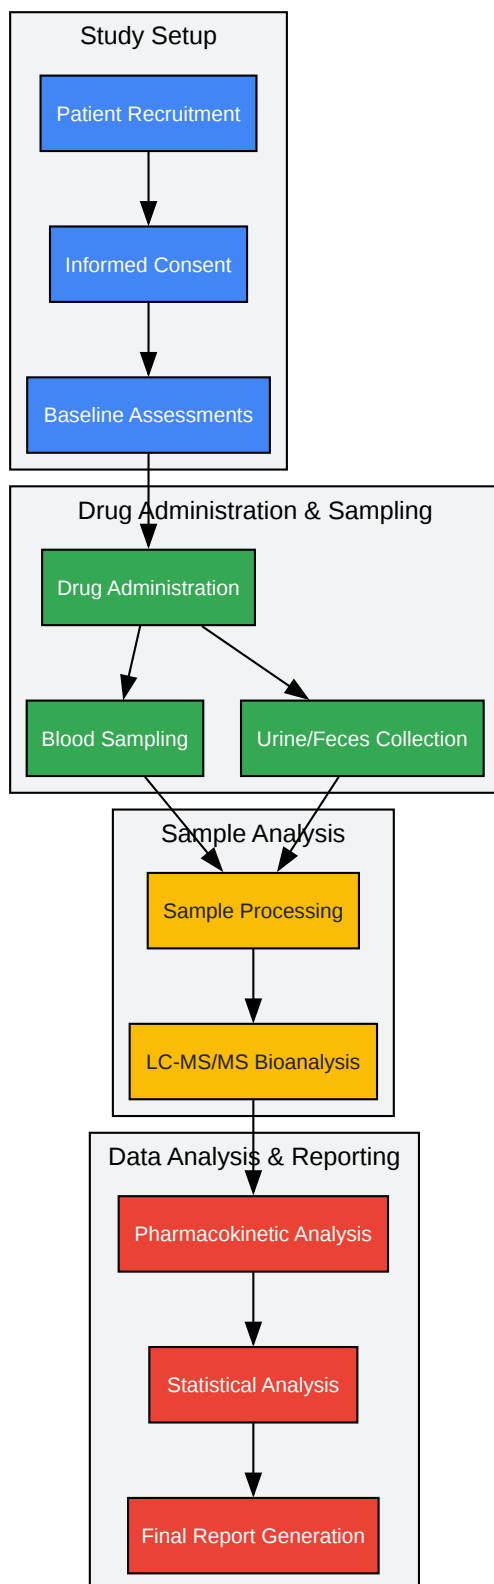 Study Setup
Patient Recruitment
Informed Consent
Baseline Assessments
Drug Administration & Sampling
Drug Administration
Blood Sampling
Urine/Feces Collection
Sample Analysis
Sample Processing
LC-MS/MS Bioanalysis
Data Analysis & Reporting
Pharmacokinetic Analysis
Statistical Analysis
Final Report Generation